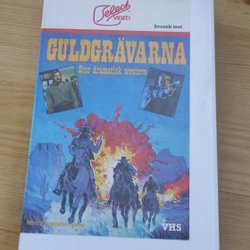 Select
VIDEO
Svensk text
GULDGRÄVARNA
Stor dramatisk western
VHS